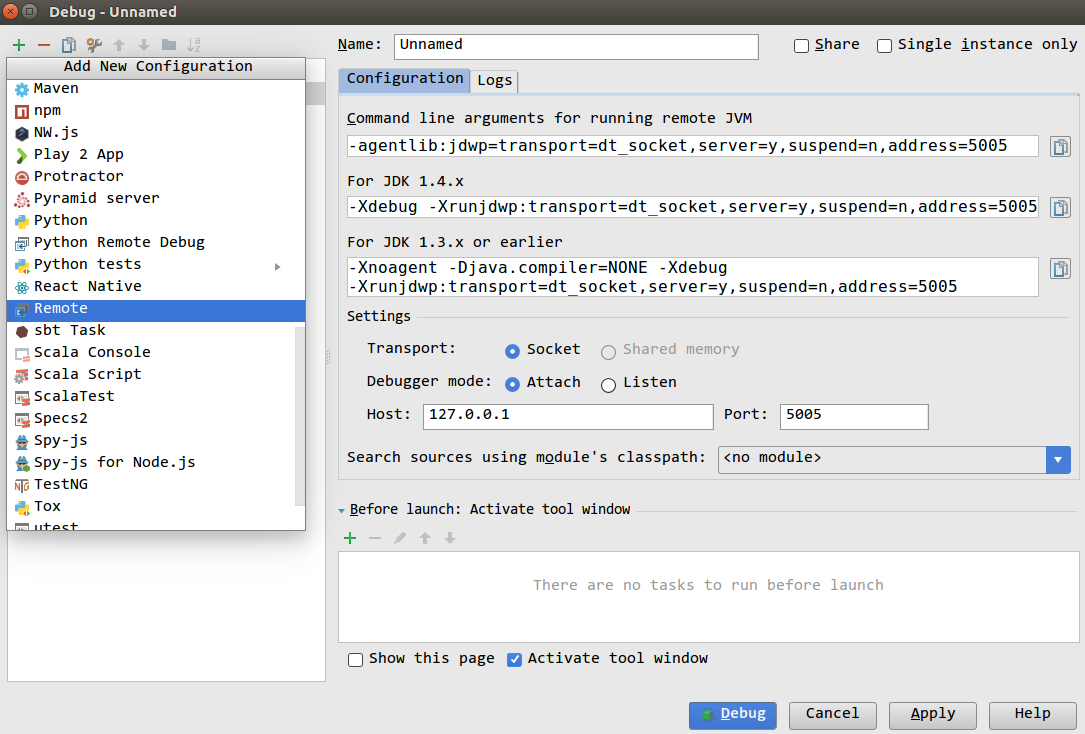 Debug - Unnamed
Add New Configuration
Maven
npm
NW.js
Play 2 App
Protractor
Pyramid server
Python
Python Remote Debug
Python tests
React Native
Remote
sbt Task
Scala Console
Scala Script
ScalaTest
Specs2
Spy-js
Spy-js for Node.js
TestNG
Tox
utest
Name: Unnamed
Share
Single instance only
Configuration
Logs
Command line arguments for running remote JVM
-agentlib:jdwp=transport=dt_socket,server=y,suspend=n,address=5005
For JDK 1.4.x
-Xdebug -Xrunjdwp:transport=dt_socket,server=y,suspend=n,address=5005
For JDK 1.3.x or earlier
-Xnoagent -Djava.compiler=NONE -Xdebug
-Xrunjdwp:transport=dt_socket,server=y,suspend=n,address=5005
Settings
Transport: Socket Shared memory
Debugger mode: Attach Listen
Host: 127.0.0.1 Port: 5005
Search sources using module's classpath: <no module>
Before launch: Activate tool window
There are no tasks to run before launch
Show this page Activate tool window
Debug Cancel Apply Help